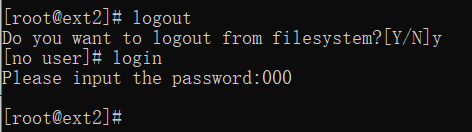 [root@ext2]# logout
Do you want to logout from filesystem?[Y/N]y
[no user]# login
Please input the password:000
[root@ext2]#